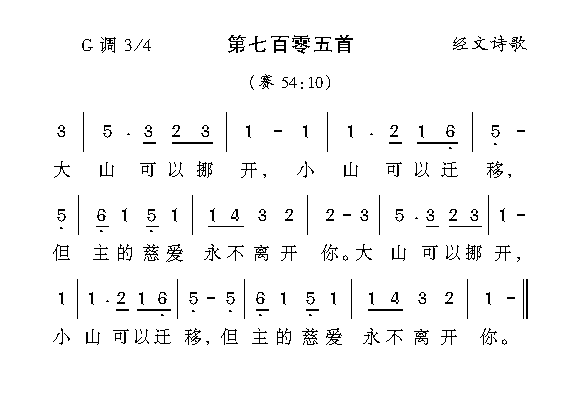 G 调 3/4 第七百零五首 经文诗歌
(赛 54:10)
3 | 5 . 3 2 3 | 1 - 1 | 1 . 2 1 6 | 5 -
大 山 可 以 挪 开, 小 山 可 以 迁 移,
5 | 6 1 5 1 | 1 4 3 2 | 2 - 3 | 5 . 3 2 3 | 1 -
但 主 的 慈 爱 永 不 离 开 你。大 山 可 以 挪 开,
1 | 1 . 2 1 6 | 5 - 5 | 6 1 5 1 | 1 4 3 2 | 1 - ‖
小 山 可 以 迁 移, 但 主 的 慈 爱 永 不 离 开 你。